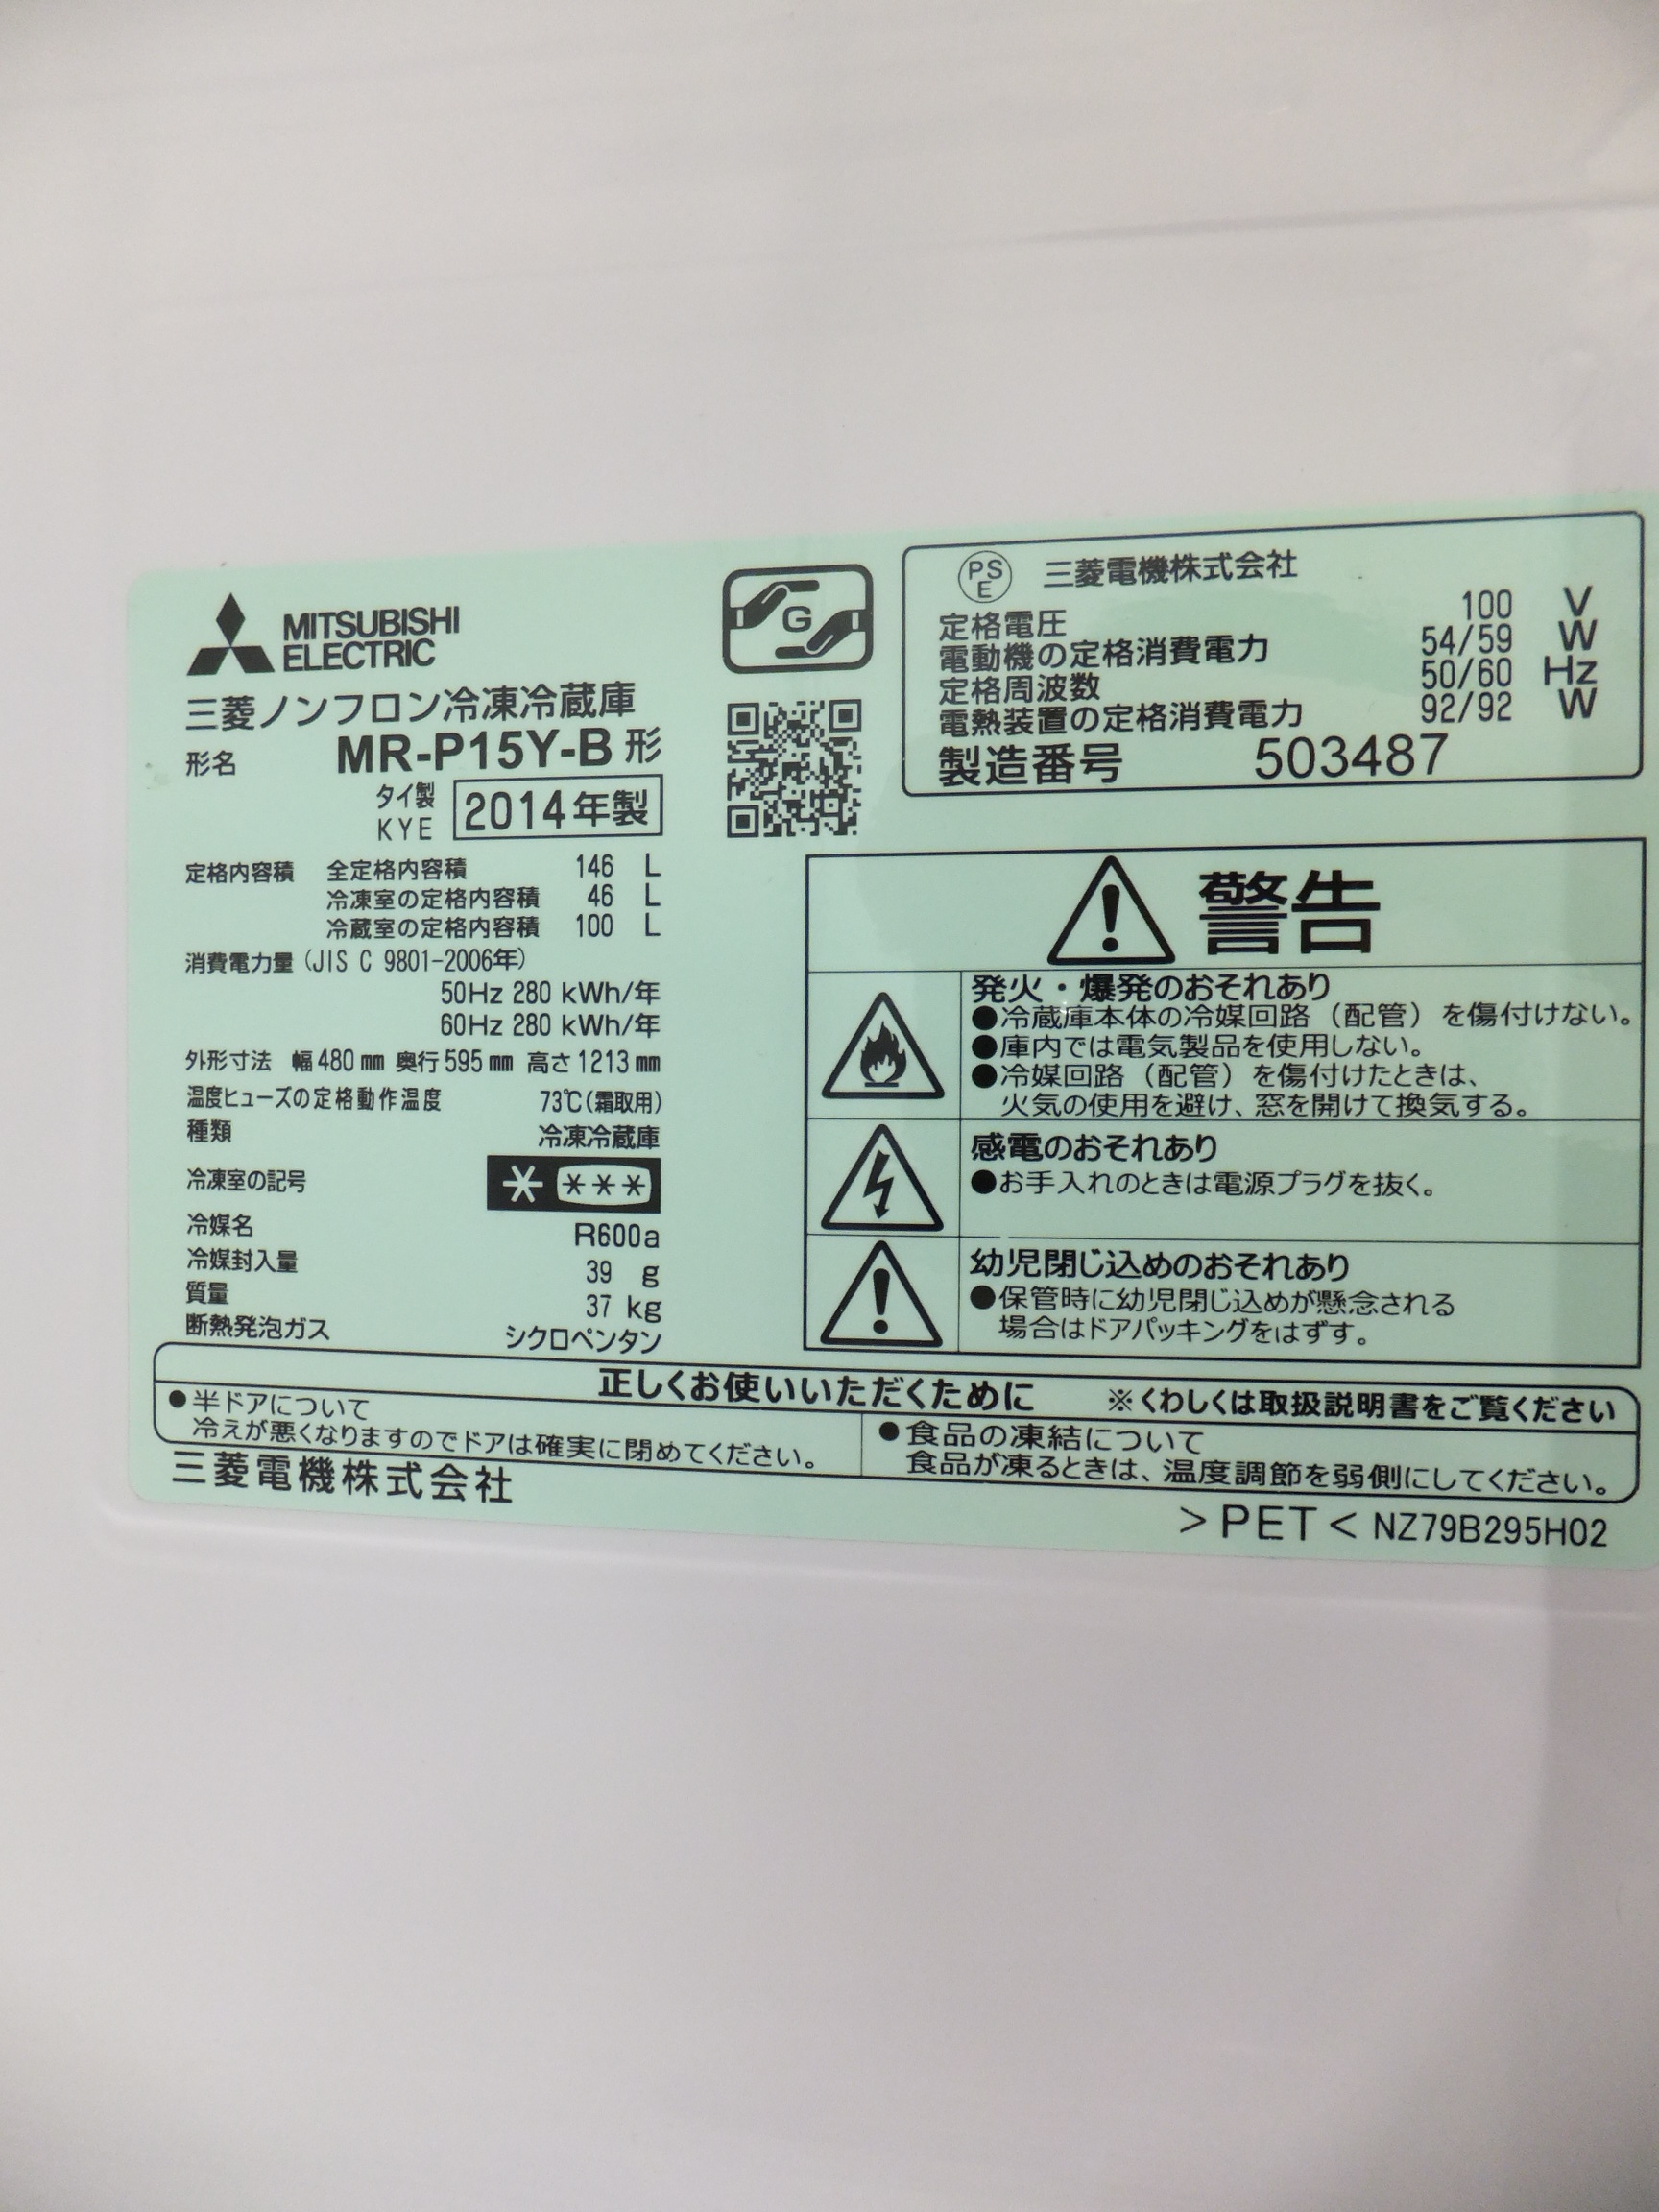 MITSUBISHI
ELECTRIC
三菱ノンフロン冷凍冷蔵庫
形名 MR-P15Y-B 形
タイ製
KYE 2014年製
定格内容積 全定格内容積 146 L
冷凍室の定格内容積 46 L
冷蔵室の定格内容積 100 L
消費電力量 (JIS C 9801-2006年)
50Hz 280 kWh/年
60Hz 280 kWh/年
外形寸法 幅480mm 奥行595mm 高さ1213mm
温度ヒューズの定格動作温度 73℃(霜取用)
種類 冷凍冷蔵庫
冷凍室の記号 * ***
冷媒名 R600a
冷媒封入量 39 g
質量 37 kg
断熱発泡ガス シクロペンタン
G
PS
E 三菱電機株式会社
定格電圧 100 V
電動機の定格消費電力 54/59 W
定格周波数 50/60 Hz
電熱装置の定格消費電力 92/92 W
製造番号 503487
警告
発火・爆発のおそれあり
●冷蔵庫本体の冷媒回路（配管）を傷付けない。
●庫内では電気製品を使用しない。
●冷媒回路（配管）を傷付けたときは、
火気の使用を避け、窓を開けて換気する。
感電のおそれあり
●お手入れのときは電源プラグを抜く。
幼児閉じ込めのおそれあり
●保管時に幼児閉じ込めが懸念される
場合はドアパッキングをはずす。
正しくお使いいただくために ※くわしくは取扱説明書をご覧ください
●半ドアについて
冷えが悪くなりますのでドアは確実に閉めてください。
●食品の凍結について
食品が凍るときは、温度調節を弱側にしてください。
三菱電機株式会社
>PET< NZ79B295H02